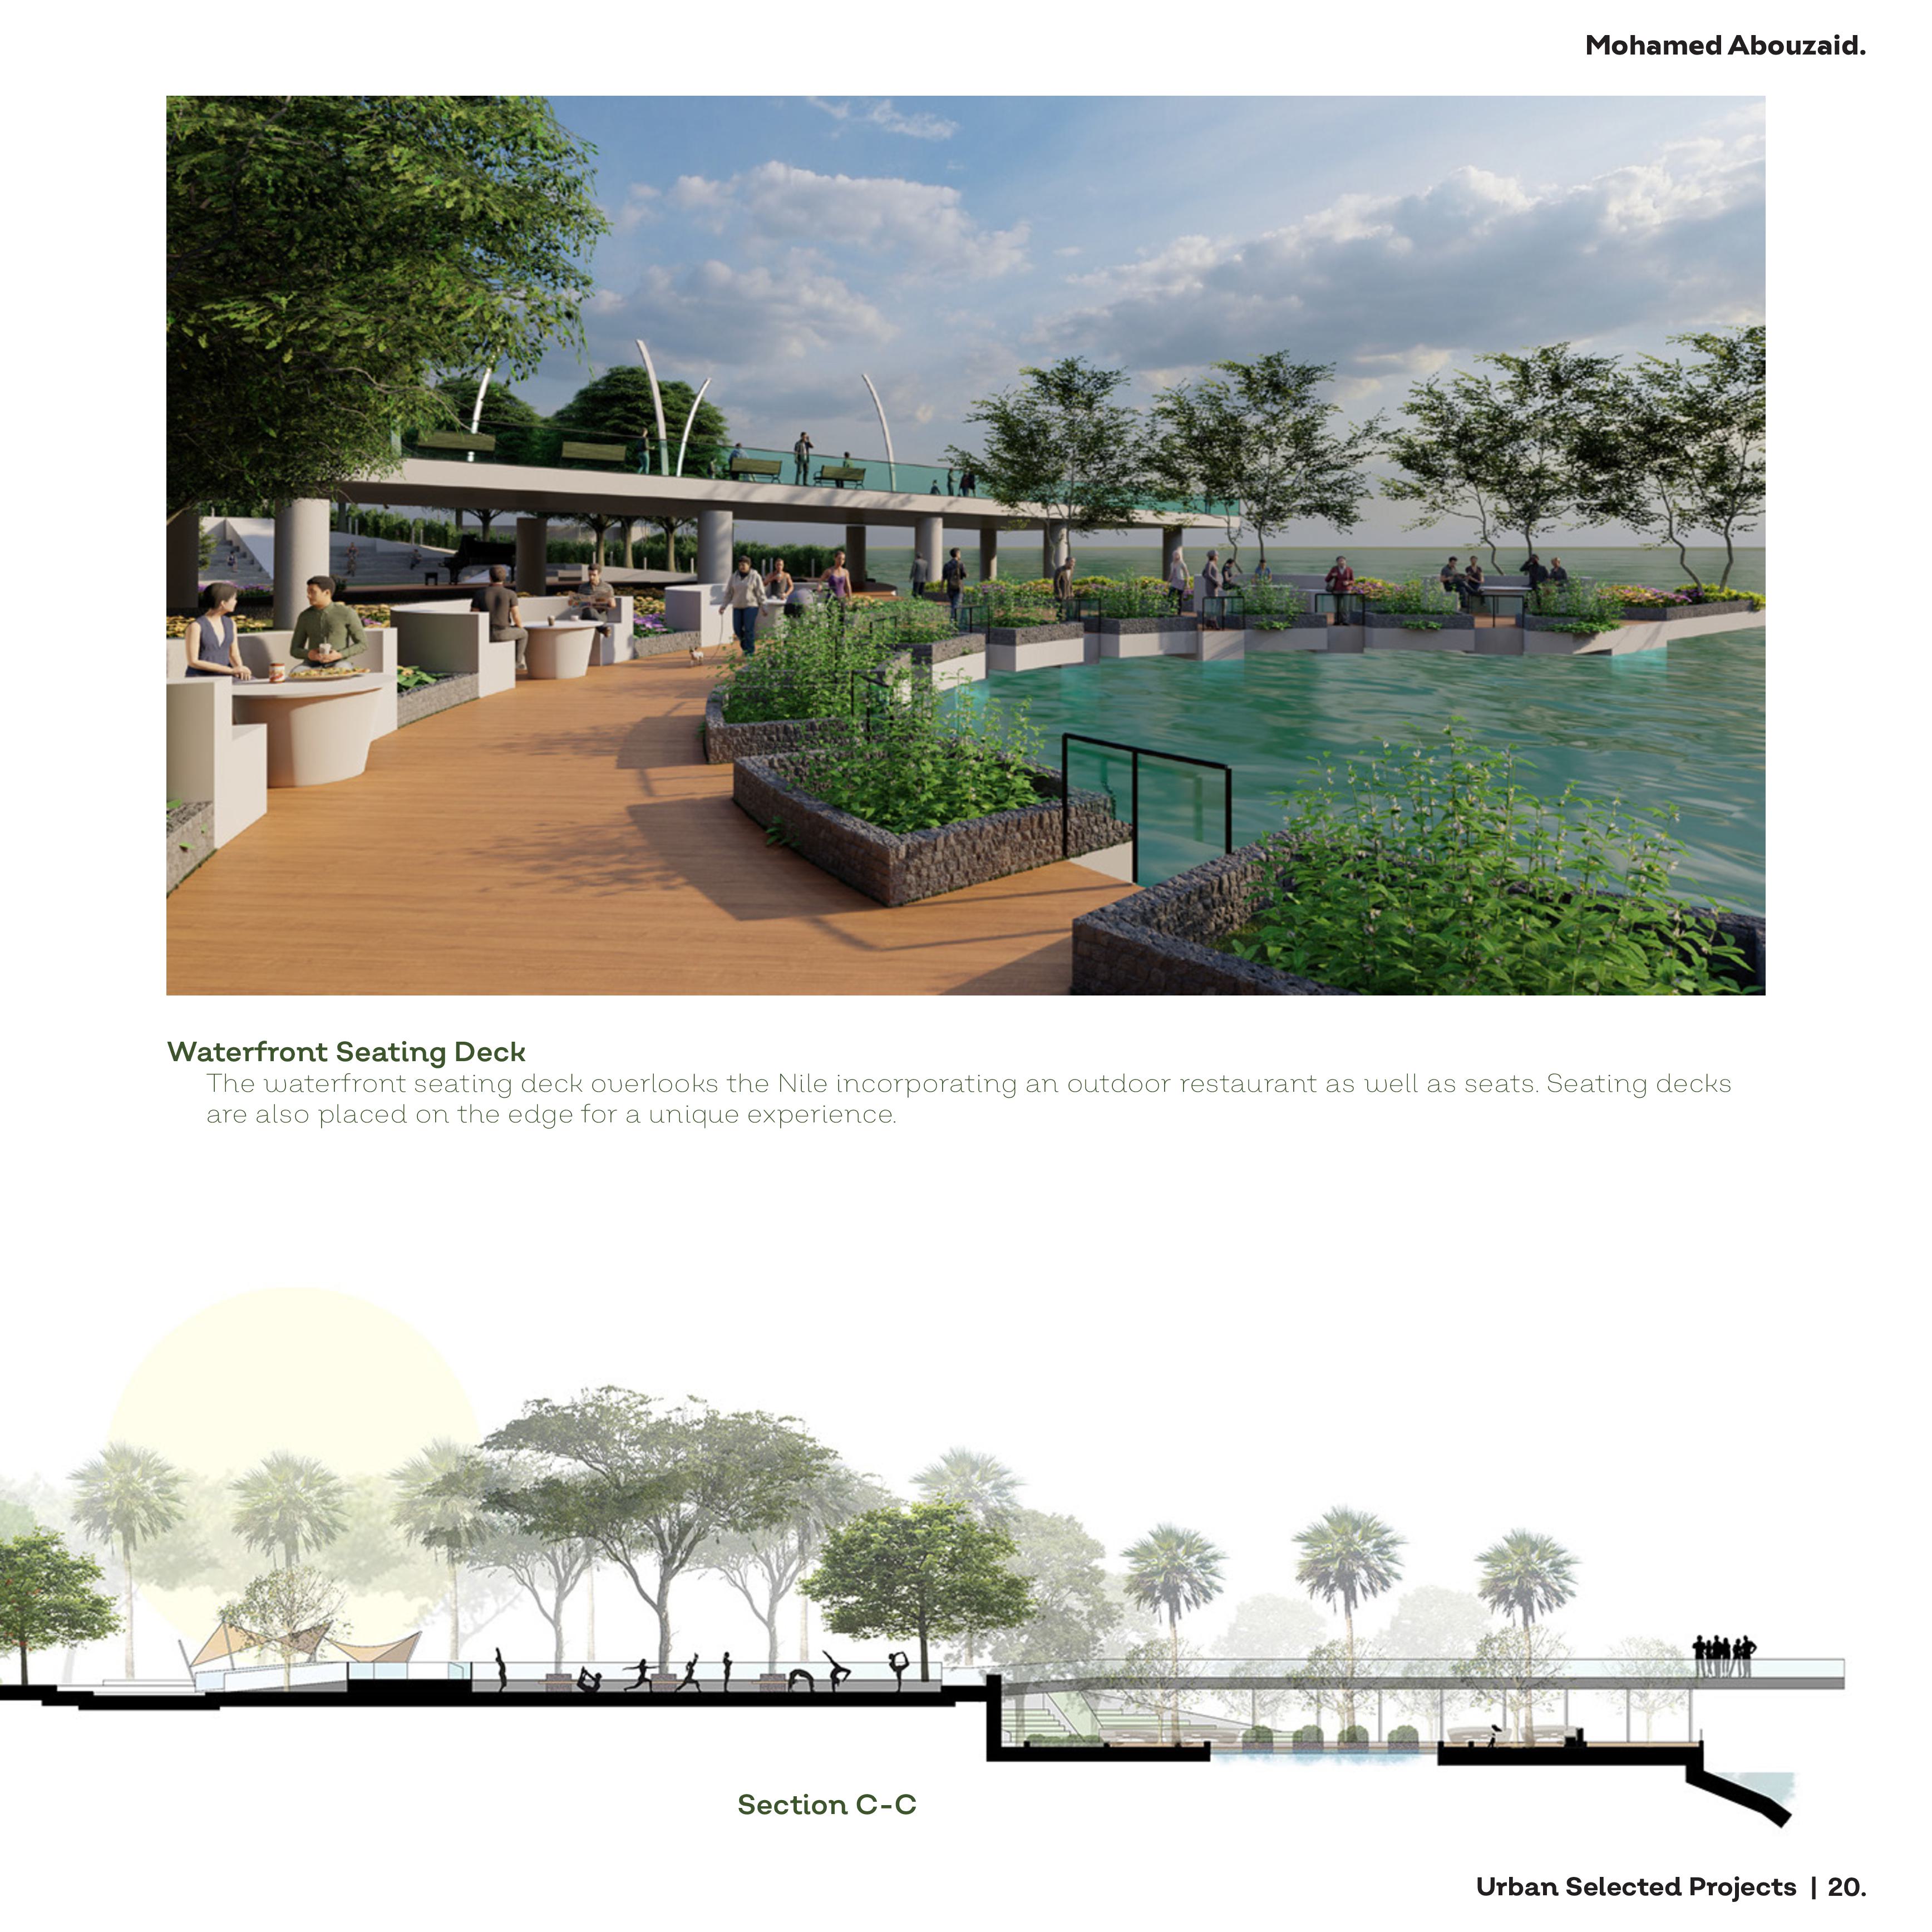 Mohamed Abouzaid.
Waterfront Seating Deck
The waterfront seating deck overlooks the Nile incorporating an outdoor restaurant as well as seats. Seating decks
are also placed on the edge for a unique experience.
Section C-C
Urban Selected Projects | 20.